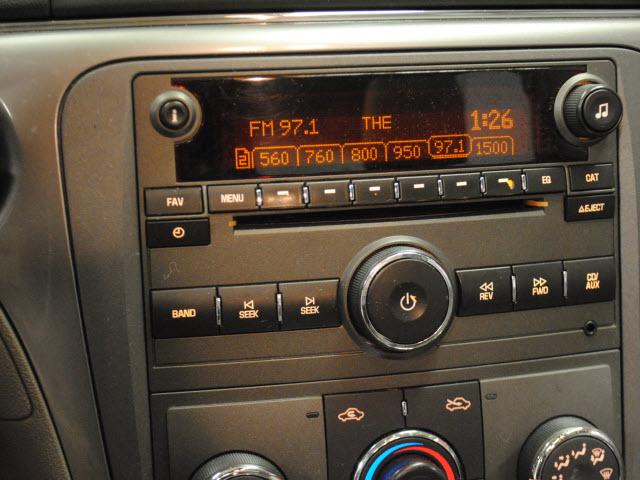 FM 97.1 THE 1:26
2 560 760 800 950 97.1 1500
FAV MENU EQ CAT
EJECT
BAND SEEK SEEK REV FWD CD/AUX